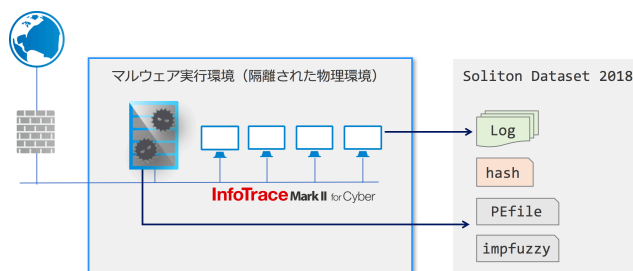 マルウェア実行環境（隔離された物理環境）
InfoTrace Mark II for Cyber
Soliton Dataset 2018
Log
hash
PEfile
impfuzzy